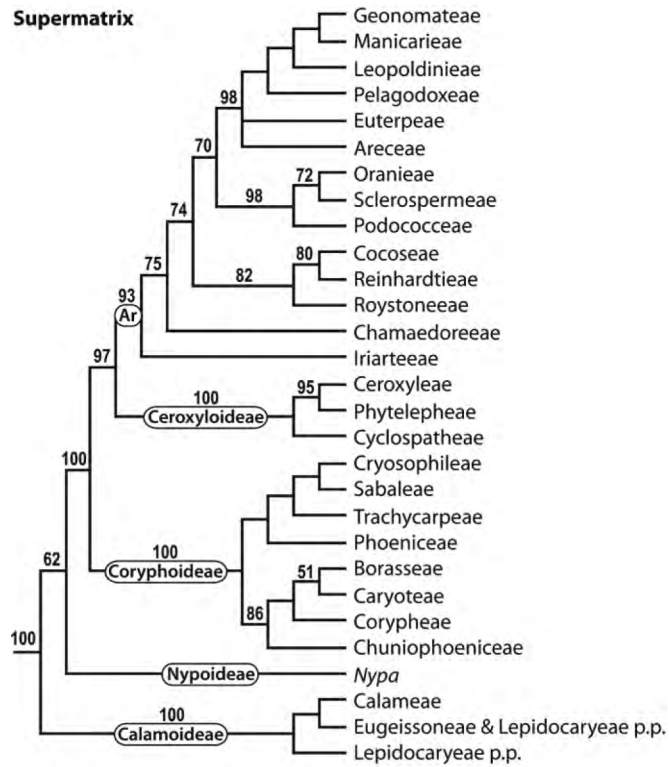 Supermatrix
Geonomateae
Manicarieae
Leopoldinieae
Pelagodoxeae
98
Euterpeae
Areceae
70
72
Oranieae
98
Sclerospermeae
Podococceae
74
80
Cocoseae
75
82
Reinhardtieae
93
Roystoneeae
Ar
Chamaedoreeae
97
Iriarteeae
100
95
Ceroxyleae
Ceroxyloideae
Phytelepheae
Cyclospatheae
100
Cryosophileae
Sabaleae
Trachycarpeae
Phoeniceae
62
100
51
Borasseae
Coryphoideae
Caryoteae
86
Corypheae
100
Chuniophoeniceae
Nypoideae
Nypa
100
Calameae
Calamoideae
Eugeissoneae & Lepidocaryeae p.p.
Lepidocaryeae p.p.